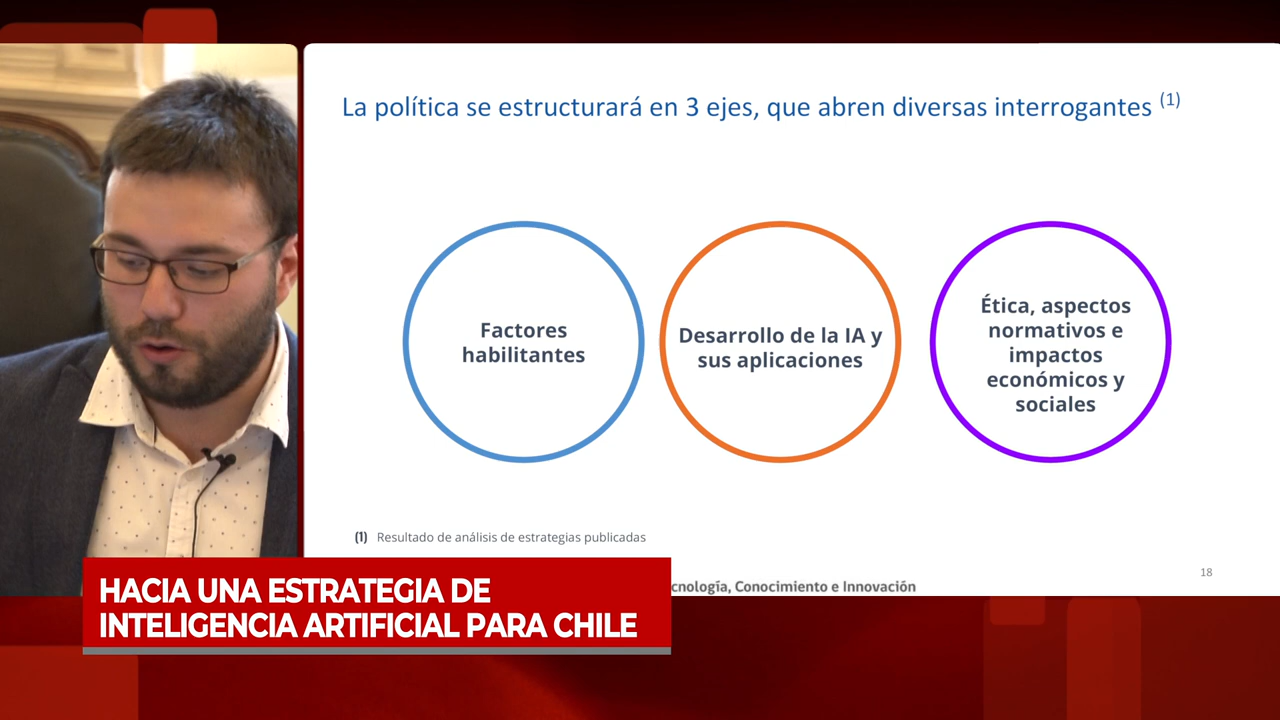 La política se estructurará en 3 ejes, que abren diversas interrogantes (1)
Factores
habilitantes
Desarrollo de la IA y
sus aplicaciones
Ética, aspectos
normativos e
impactos
económicos y
sociales
(1) Resultado de análisis de estrategias publicadas
18
Conocimiento e Innovación
HACIA UNA ESTRATEGIA DE
INTELIGENCIA ARTIFICIAL PARA CHILE